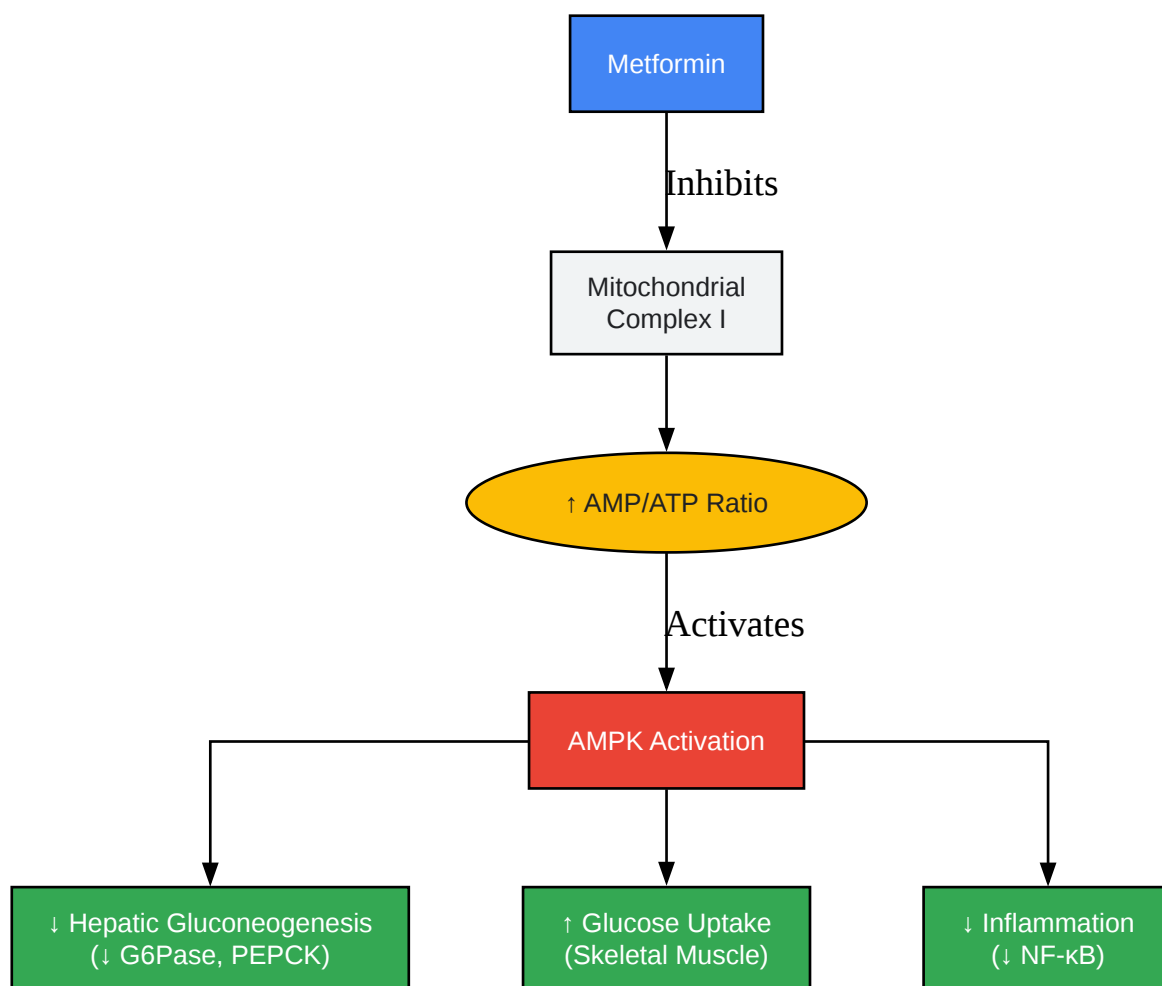 Metformin
Inhibits
Mitochondrial
Complex I
↑ AMP/ATP Ratio
Activates
AMPK Activation
↓ Hepatic Gluconeogenesis
(↓ G6Pase, PEPCK)
↑ Glucose Uptake
(Skeletal Muscle)
↓ Inflammation
(↓ NF-κB)